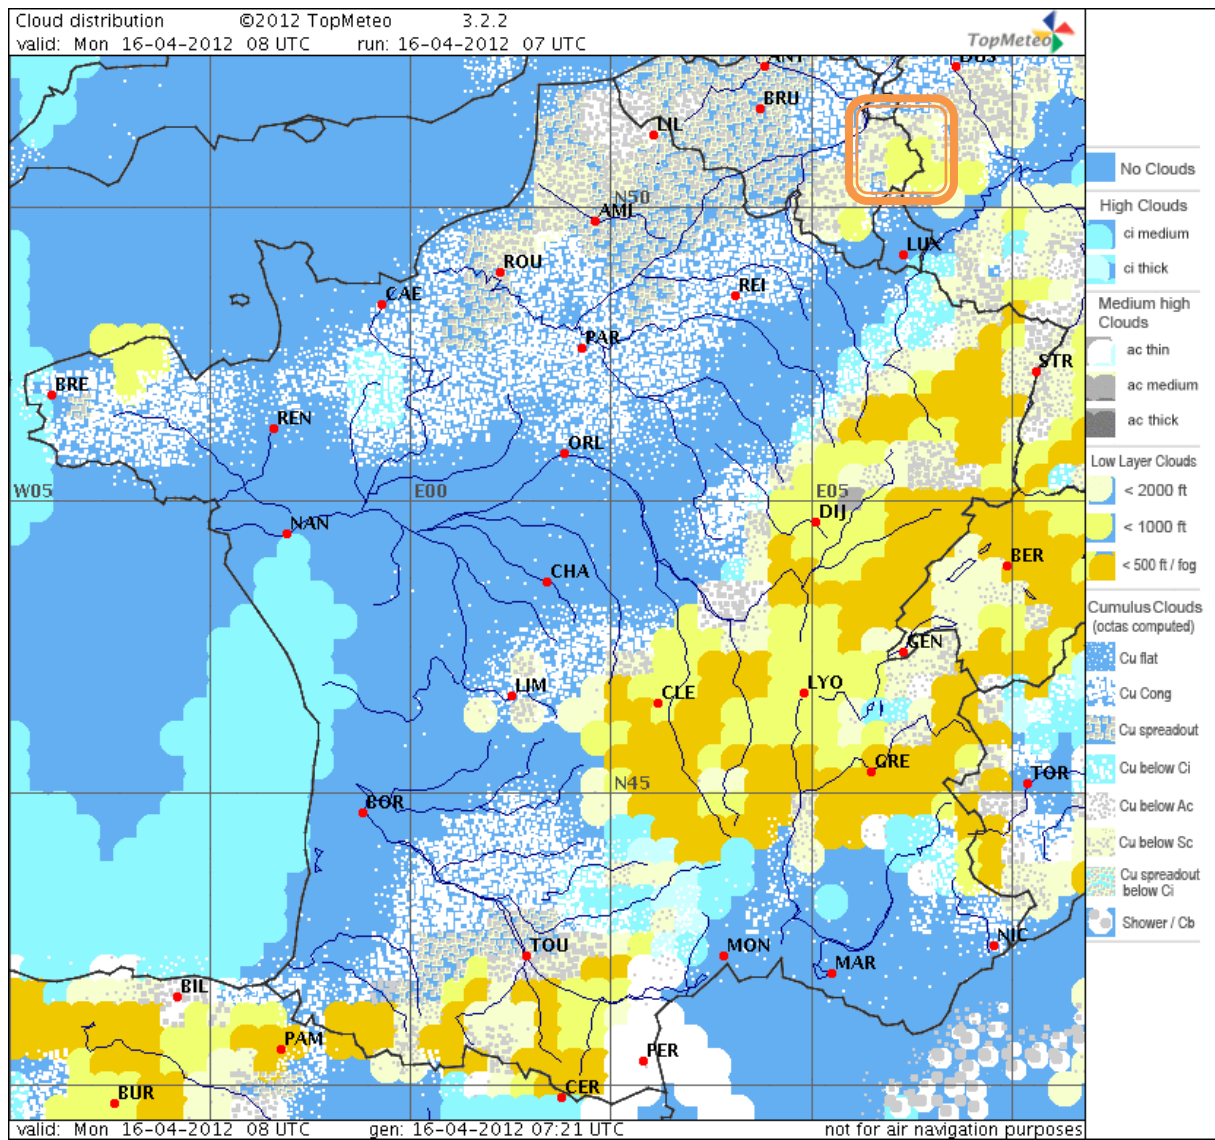 Cloud distribution ©2012 TopMeteo 3.2.2
valid: Mon 16-04-2012 08 UTC run: 16-04-2012 07 UTC
TopMeteo
ANT
DUS
BRU
LIL
N50
AMI
LUX
ROU
CAE
REI
PAR
STR
BRE
REN
ORL
W05
E00
E05
DIJ
NAN
BER
CHA
GEN
LIM
CLE
LYO
GRE
TOR
N45
BOR
TOU
MON
NIC
MAR
BIL
PAM
PER
CER
BUR
No Clouds
High Clouds
ci medium
ci thick
Medium high
Clouds
ac thin
ac medium
ac thick
Low Layer Clouds
< 2000 ft
< 1000 ft
< 500 ft / fog
Cumulus Clouds
(octas computed)
Cu flat
Cu Cong
Cu spreadout
Cu below Ci
Cu below Ac
Cu below Sc
Cu spreadout
below Ci
Shower / Cb
valid: Mon 16-04-2012 08 UTC gen: 16-04-2012 07:21 UTC not for air navigation purposes